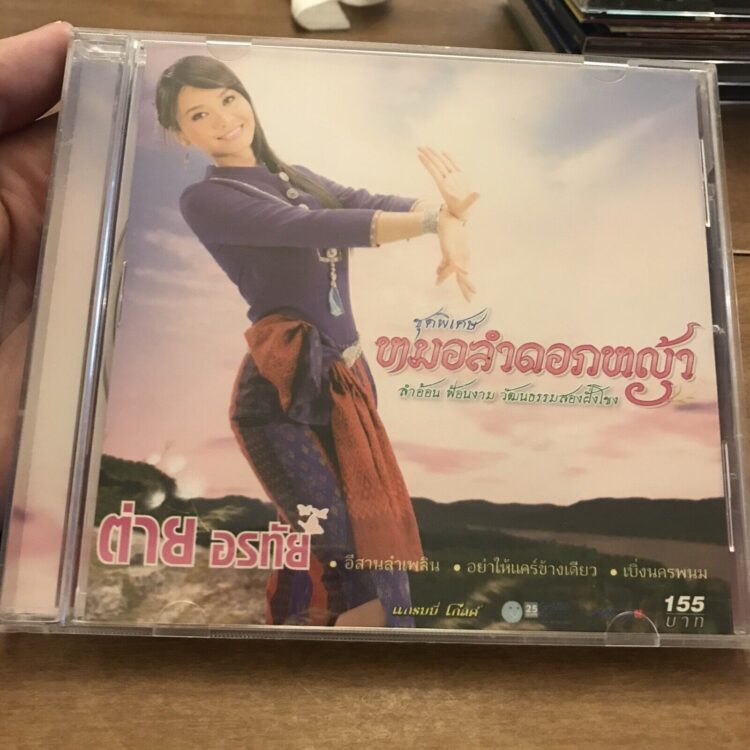 ชุดพิเศษ
หมอลำดอกหญ้า
ลำอ้อน ฟ้อนงาม วัฒนธรรมสองฝั่งโขง
ต่าย อรทัย
• อีสานลำเพลิน • อย่าให้แคร์ข้างเดียว • เบิ่งนครพนม
แกรมมี่ โกลด์
25
155
บาท